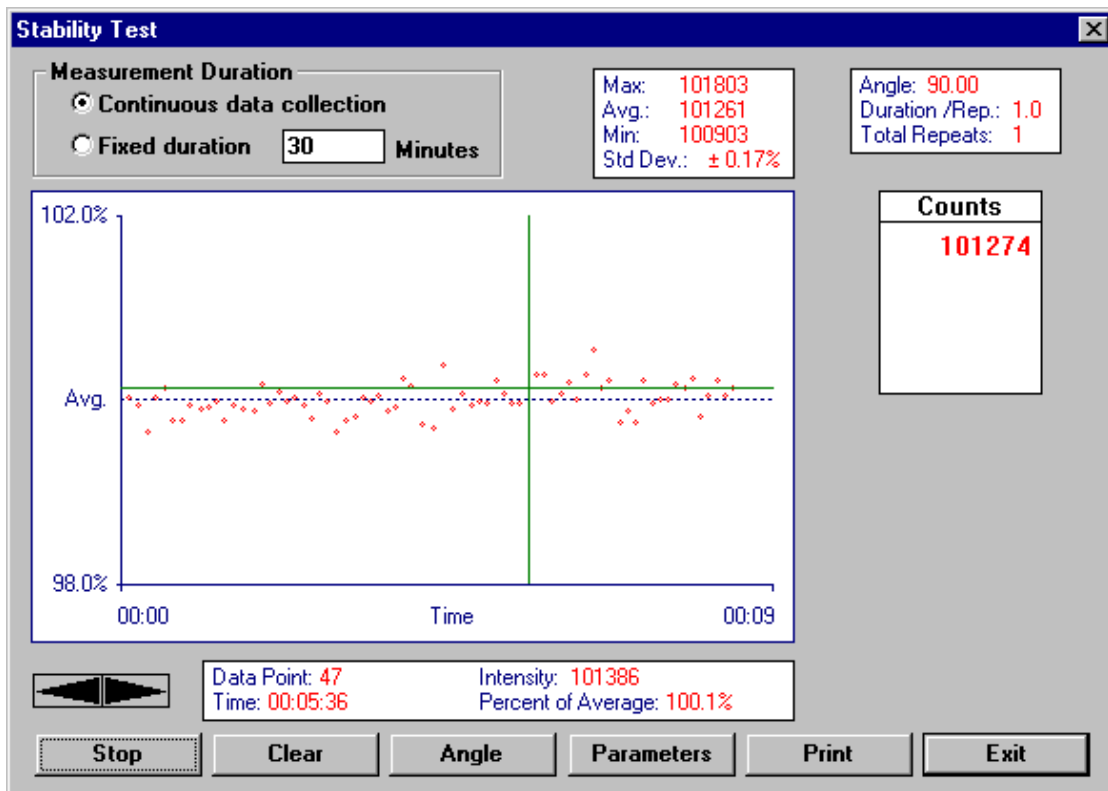 Stability Test
Measurement Duration
Continuous data collection
Fixed duration 30 Minutes
Max: 101803
Avg.: 101261
Min: 100903
Std Dev.: ± 0.17%
Angle: 90.00
Duration /Rep.: 1.0
Total Repeats: 1
102.0%
Avg.
98.0%
00:00 Time 00:09
Counts
101274
Data Point: 47 Intensity: 101386
Time: 00:05:36 Percent of Average: 100.1%
Stop Clear Angle Parameters Print Exit